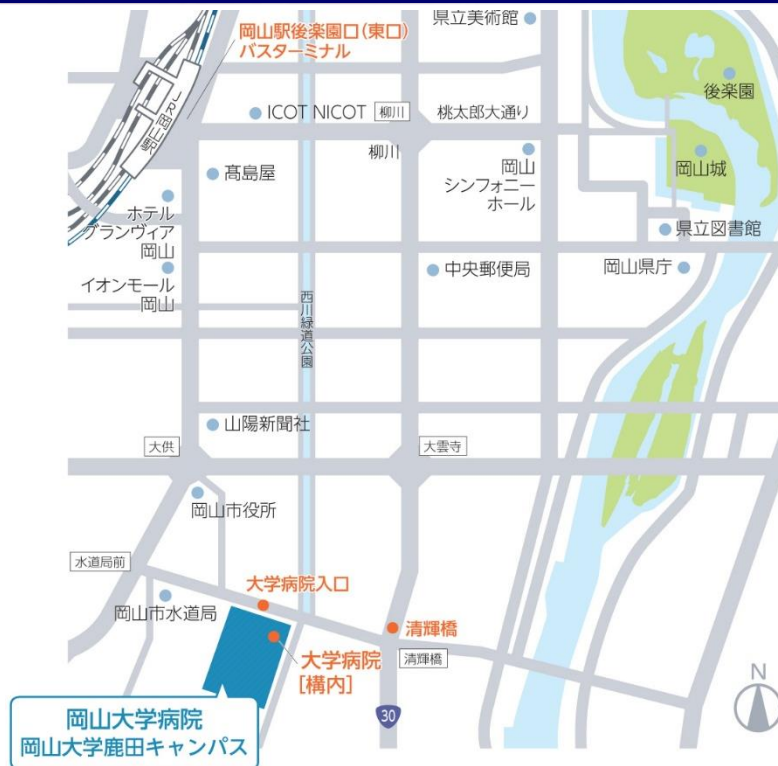 岡山駅後楽園口(東口)
バスターミナル
県立美術館
後楽園
JR岡山駅
ICOT NICOT
柳川
桃太郎大通り
柳川
髙島屋
岡山
シンフォニー
ホール
岡山城
ホテル
グランヴィア
岡山
県立図書館
イオンモール
岡山
中央郵便局
岡山県庁
西川緑道公園
山陽新聞社
大供
大雲寺
岡山市役所
水道局前
大学病院入口
岡山市水道局
清輝橋
大学病院
[構内]
清輝橋
N
30
岡山大学病院
岡山大学鹿田キャンパス